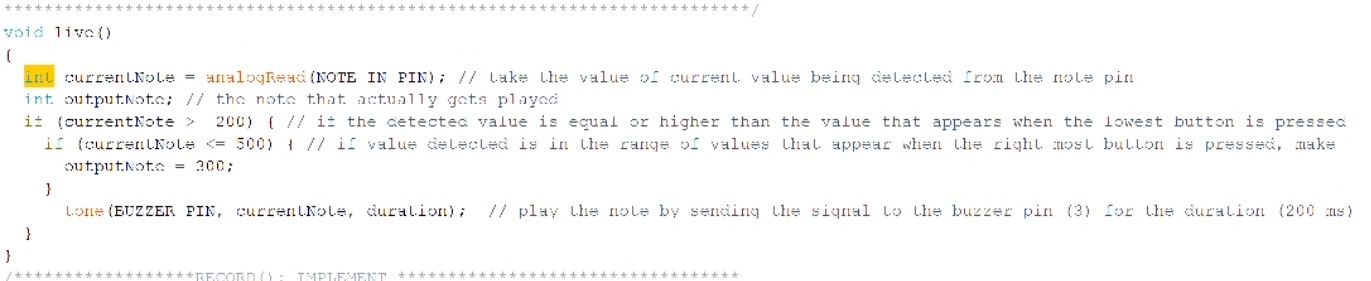 **************************************************************************/
void live()
{
  int currentNote = analogRead(NOTE_IN_PIN); // take the value of current value being detected from the note pin
  int outputNote; // the note that actually gets played
  if (currentNote >  200) { // if the detected value is equal or higher than the value that appears when the lowest button is pressed
    if (currentNote <= 500) { // if value detected is in the range of values that appear when the right most button is pressed, make
      outputNote = 300;
    }
      tone(BUZZER_PIN, currentNote, duration);  // play the note by sending the signal to the buzzer pin (3) for the duration (200 ms)
  }
}
/******************RECORD(): IMPLEMENT **********************************